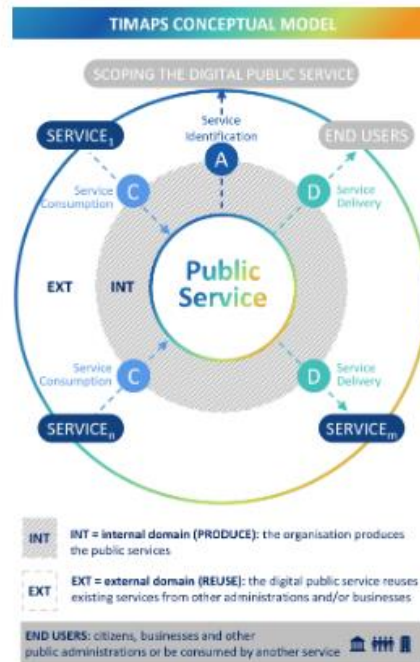 TIMAPS CONCEPTUAL MODEL
SCOPING THE DIGITAL PUBLIC SERVICE
SERVICE₁
Service
Identification
END USERS
A
Service
Consumption
C
D
Service
Delivery
EXT
INT
Public
Service
Service
Consumption
C
D
Service
Delivery
SERVICEₙ
SERVICEₘ
INT
INT = internal domain (PRODUCE): the organisation produces
the public services
EXT
EXT = external domain (REUSE): the digital public service reuses
existing services from other administrations and/or businesses
END USERS: citizens, businesses and other
public administrations or be consumed by another service